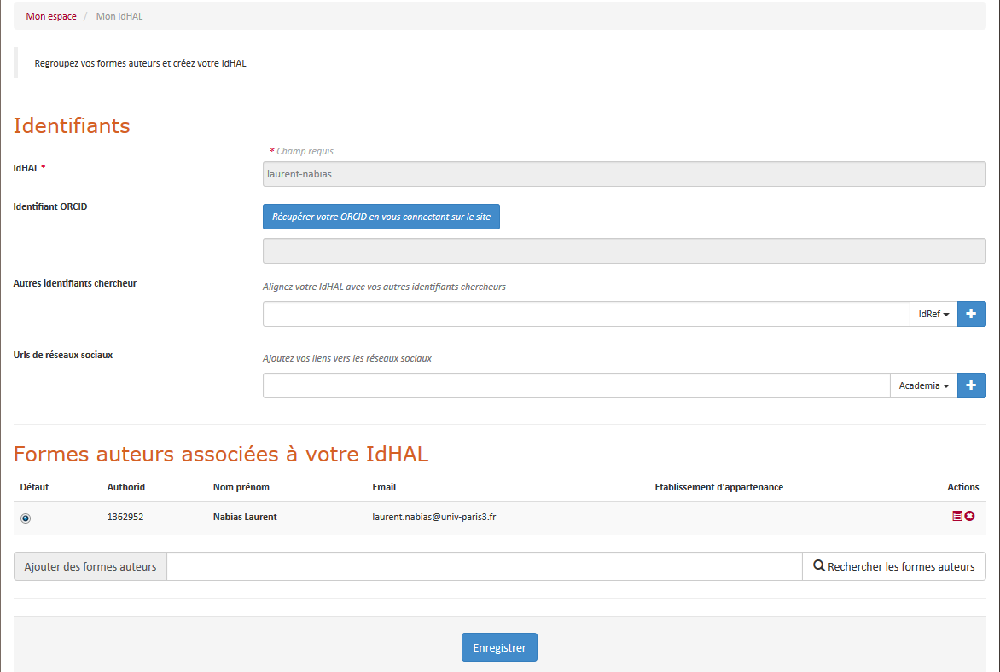 Mon espace / Mon IdHAL
Regroupez vos formes auteurs et créez votre IdHAL
Identifiants
* Champ requis
IdHAL *
laurent-nabias
Identifiant ORCID
Récupérer votre ORCID en vous connectant sur le site
Autres identifiants chercheur
Alignez votre IdHAL avec vos autres identifiants chercheurs
IdRef
Urls de réseaux sociaux
Ajoutez vos liens vers les réseaux sociaux
Academia
Formes auteurs associées à votre IdHAL
Défaut Authorid Nom prénom Email Etablissement d'appartenance Actions
1362952 Nabias Laurent laurent.nabias@univ-paris3.fr
Ajouter des formes auteurs Rechercher les formes auteurs
Enregistrer